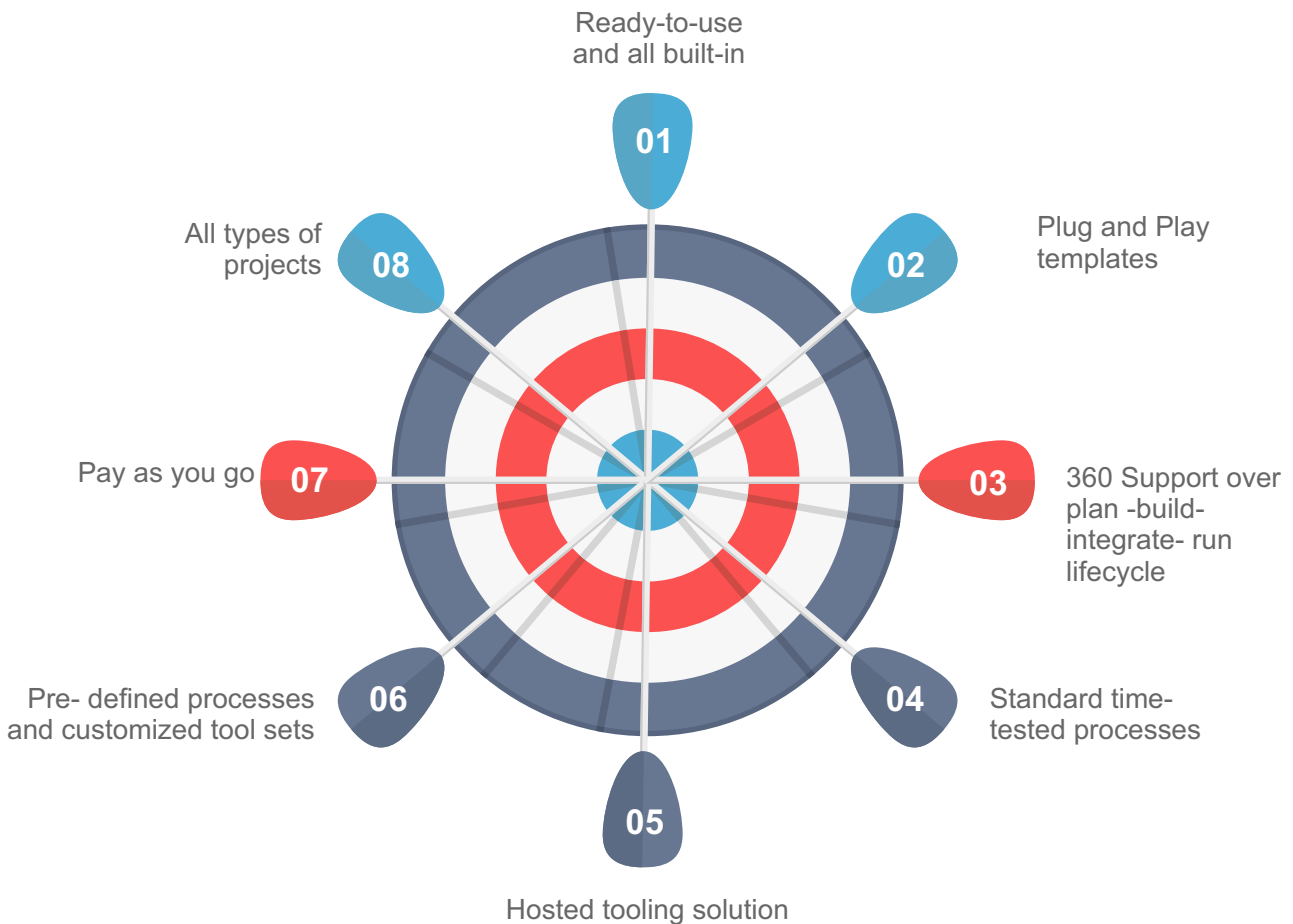 Ready-to-use
and all built-in
01
02
Plug and Play
templates
03
360 Support over
plan -build-
integrate- run
lifecycle
04
Standard time-
tested processes
05
Hosted tooling solution
06
Pre- defined processes
and customized tool sets
07
Pay as you go
08
All types of
projects